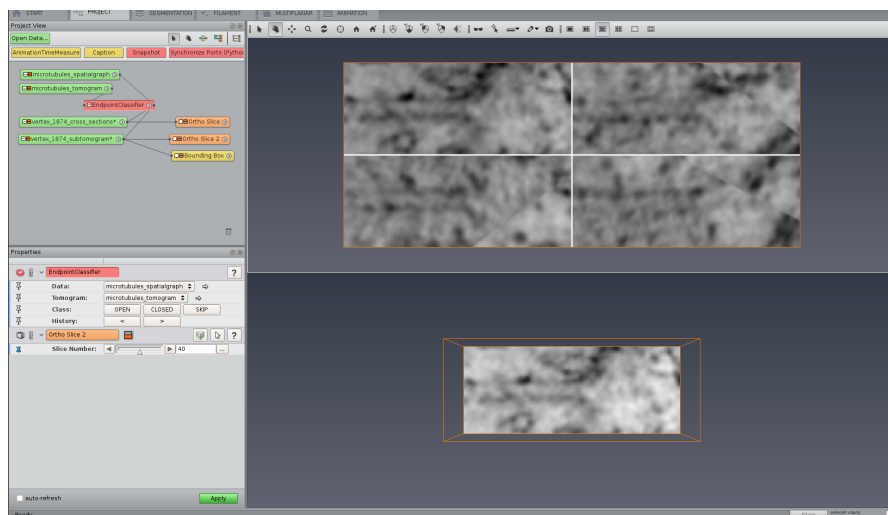 START PROJECT SEGMENTATION FILAMENT MULTIPLANAR ANIMATION
Project View
Open Data...
AnimationTimeMeasure Caption Snapshot Synchronize Ports (Pytho
microtubules_spatialgraph
microtubules_tomogram
EndpointClassifier
vertex_1874_cross_sections* Ortho Slice
vertex_1874_subtomogram* Ortho Slice 2
Bounding Box
Properties
EndpointClassifier ?
Data: microtubules_spatialgraph
Tomogram: microtubules_tomogram
Class: OPEN CLOSED SKIP
History: < >
Ortho Slice 2 ?
Slice Number: 40 ...
auto-refresh Apply
Ready Stop